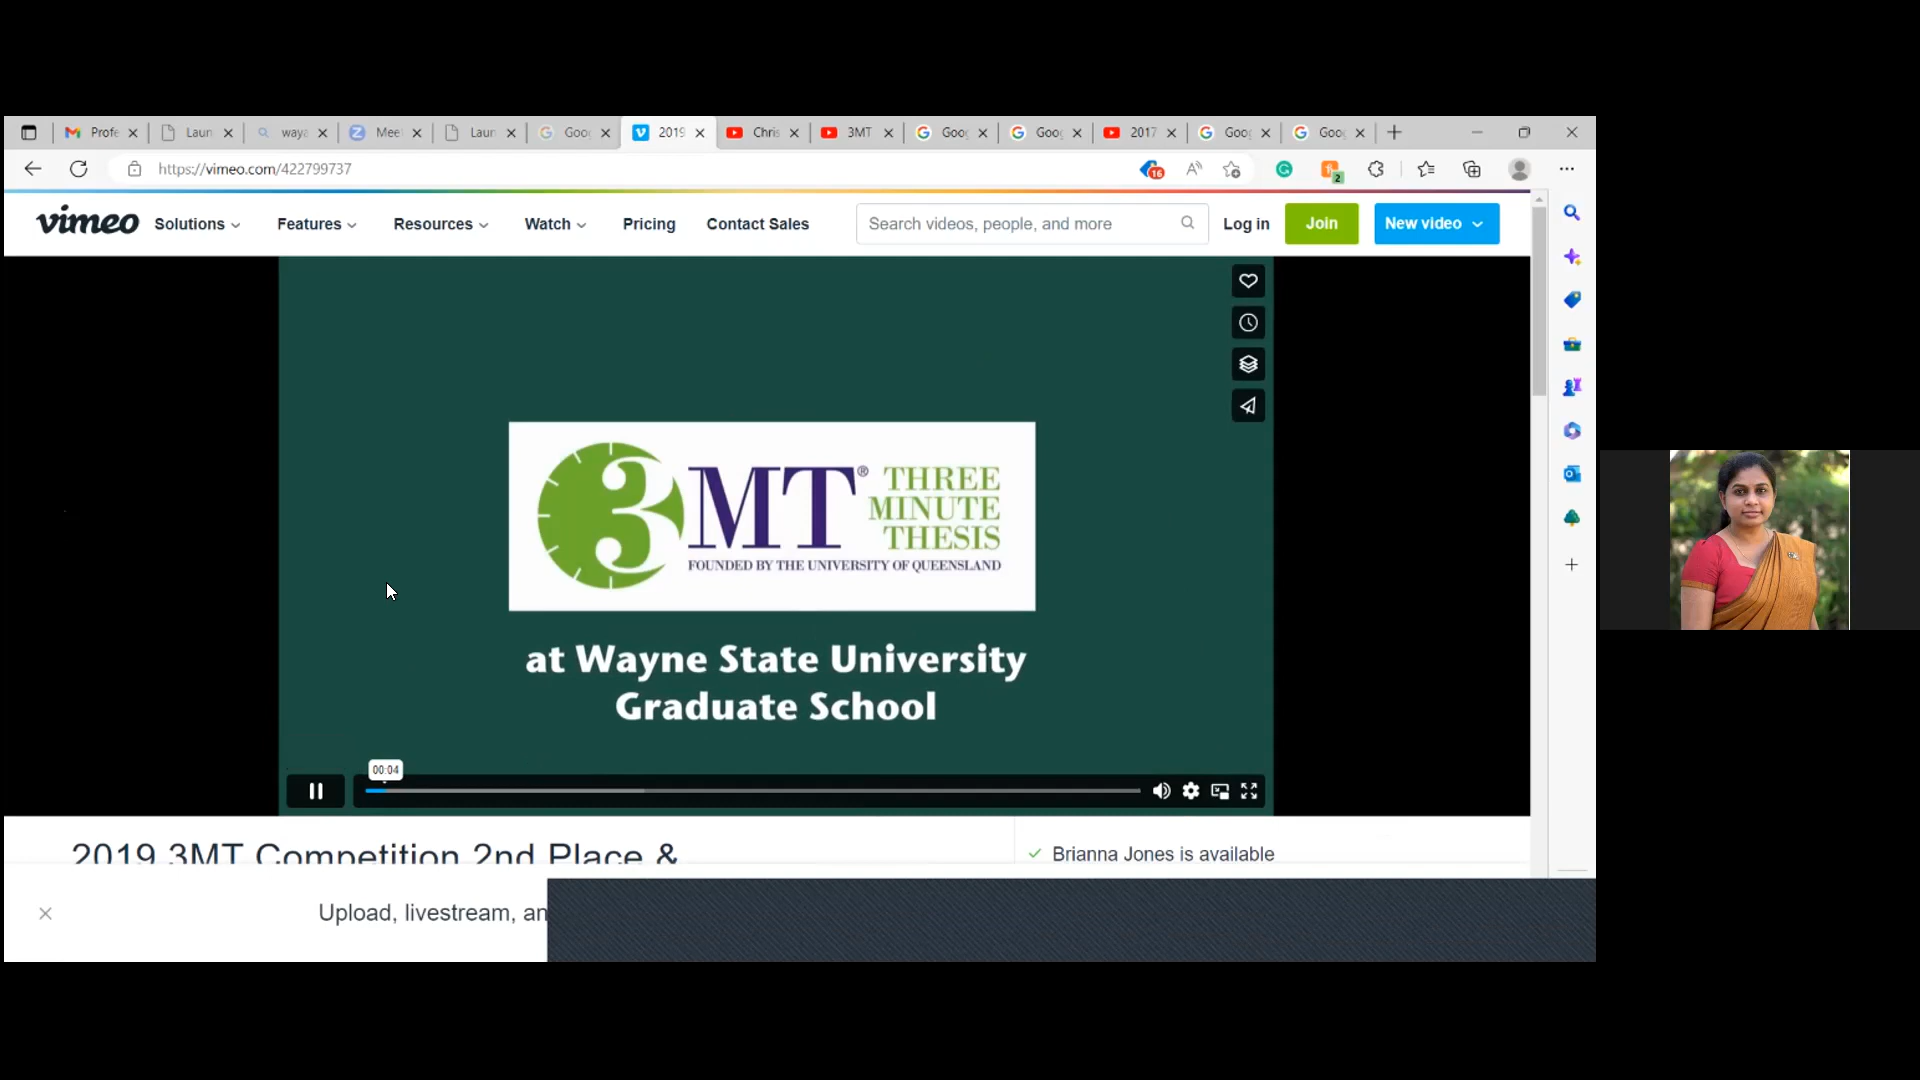 Profe
Laun
waya
Mee
Laun
Goo
2019
Chris
3MT
Goo
Goo
2017
Goo
Goo
https://vimeo.com/422799737
16
2
vimeo
Solutions
Features
Resources
Watch
Pricing
Contact Sales
Search videos, people, and more
Log in
Join
New video
3MT® THREE
MINUTE
THESIS
FOUNDED BY THE UNIVERSITY OF QUEENSLAND
at Wayne State University
Graduate School
00:04
2019 3MT Competition 2nd Place &
Brianna Jones is available
Upload, livestream, an